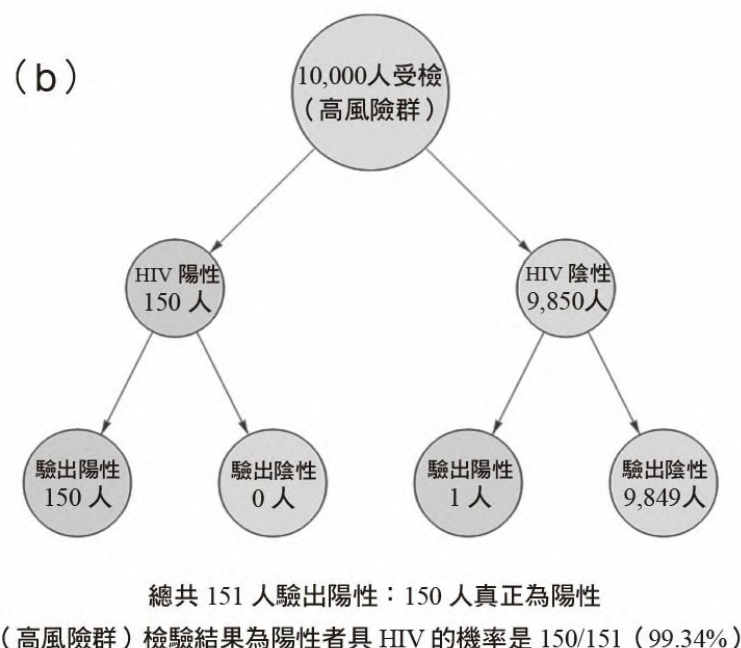 （b）
10,000人受檢
（高風險群）
HIV 陽性
150 人
HIV 陰性
9,850人
驗出陽性
150 人
驗出陰性
0 人
驗出陽性
1 人
驗出陰性
9,849人
總共 151 人驗出陽性：150 人真正為陽性
（高風險群）檢驗結果為陽性者具 HIV 的機率是 150/151（99.34%）